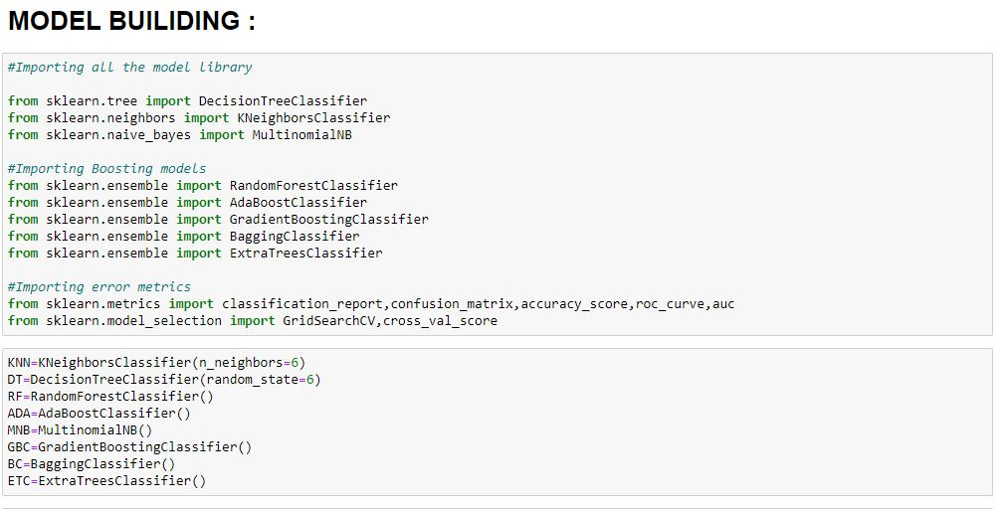 MODEL BUILIDING :
#Importing all the model library
from sklearn.tree import DecisionTreeClassifier
from sklearn.neighbors import KNeighborsClassifier
from sklearn.naive_bayes import MultinomialNB
#Importing Boosting models
from sklearn.ensemble import RandomForestClassifier
from sklearn.ensemble import AdaBoostClassifier
from sklearn.ensemble import GradientBoostingClassifier
from sklearn.ensemble import BaggingClassifier
from sklearn.ensemble import ExtraTreesClassifier
#Importing error metrics
from sklearn.metrics import classification_report,confusion_matrix,accuracy_score,roc_curve,auc
from sklearn.model_selection import GridSearchCV,cross_val_score
KNN=KNeighborsClassifier(n_neighbors=6)
DT=DecisionTreeClassifier(random_state=6)
RF=RandomForestClassifier()
ADA=AdaBoostClassifier()
MNB=MultinomialNB()
GBC=GradientBoostingClassifier()
BC=BaggingClassifier()
ETC=ExtraTreesClassifier()